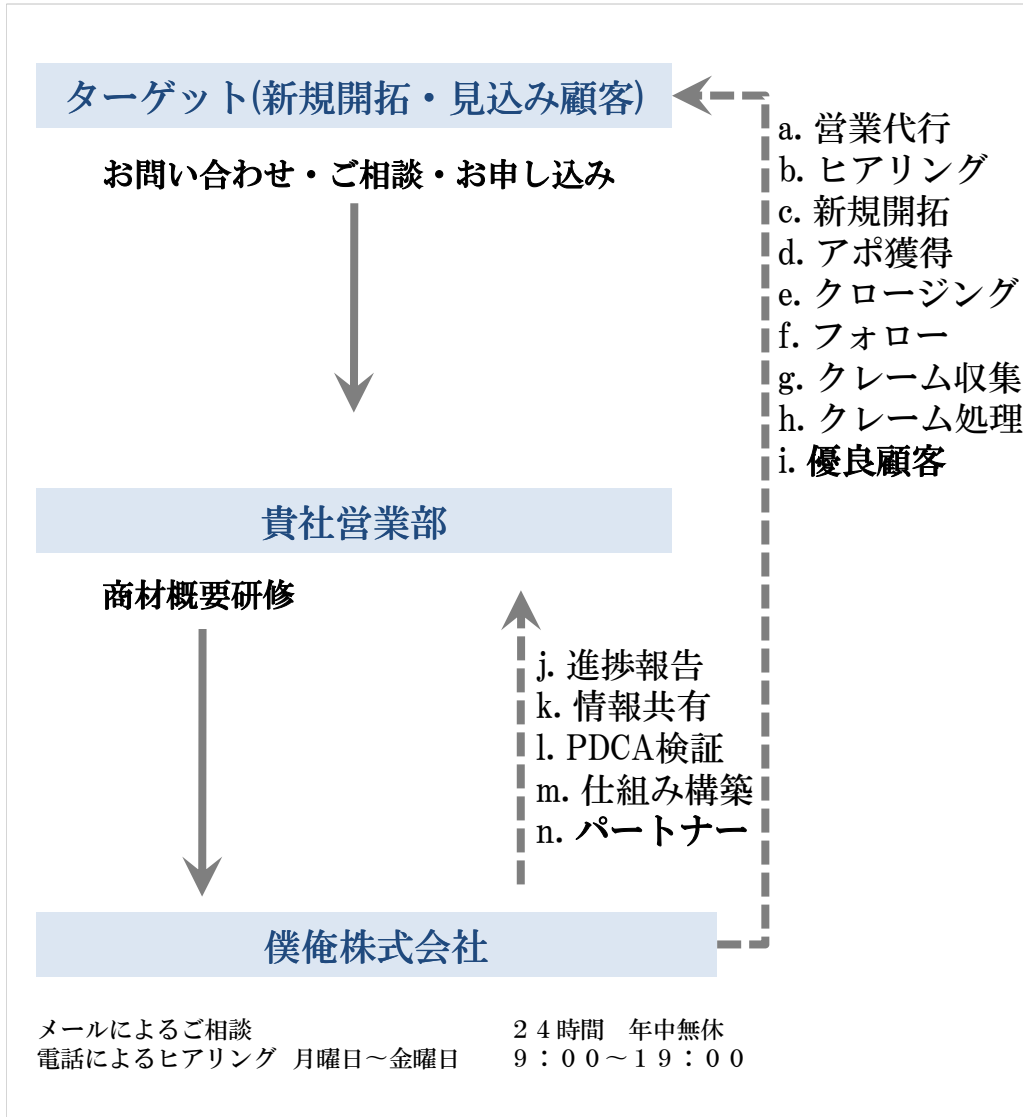 ターゲット(新規開拓・見込み顧客)
お問い合わせ・ご相談・お申し込み
a. 営業代行
b. ヒアリング
c. 新規開拓
d. アポ獲得
e. クロージング
f. フォロー
g. クレーム収集
h. クレーム処理
i. 優良顧客
貴社営業部
商材概要研修
j. 進捗報告
k. 情報共有
l. PDCA検証
m. 仕組み構築
n. パートナー
僕俺株式会社
メールによるご相談 24時間 年中無休
電話によるヒアリング 月曜日～金曜日 9:00～19:00